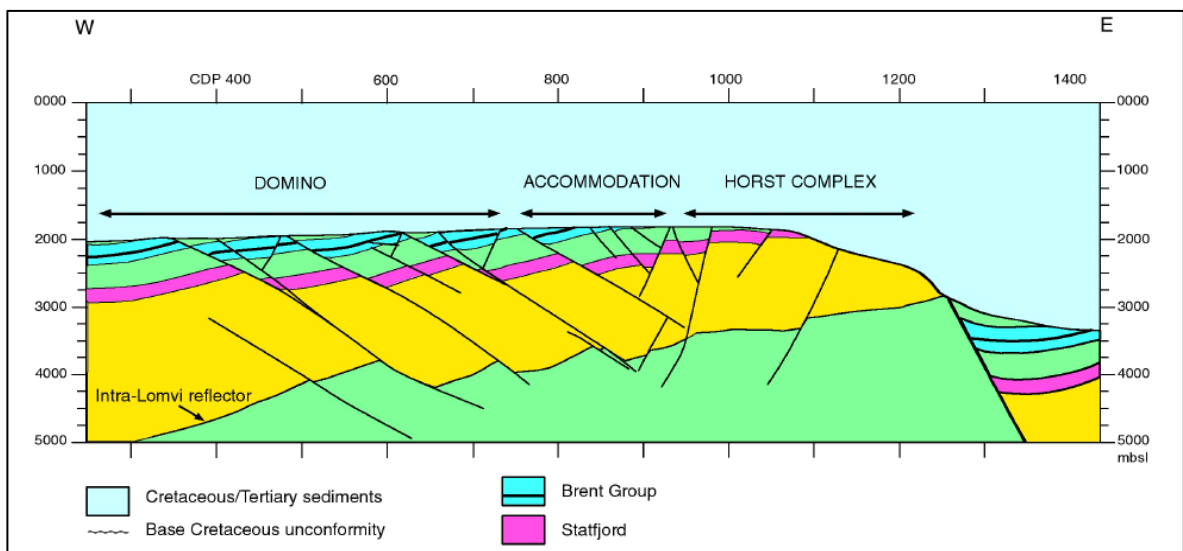 W E
CDP 400 600 800 1000 1200 1400
0000 0000
1000 1000
DOMINO ACCOMMODATION HORST COMPLEX
2000 2000
3000 3000
4000 4000
Intra-Lomvi reflector
5000 5000
mbsl
Cretaceous/Tertiary sediments Brent Group
Base Cretaceous unconformity Statfjord